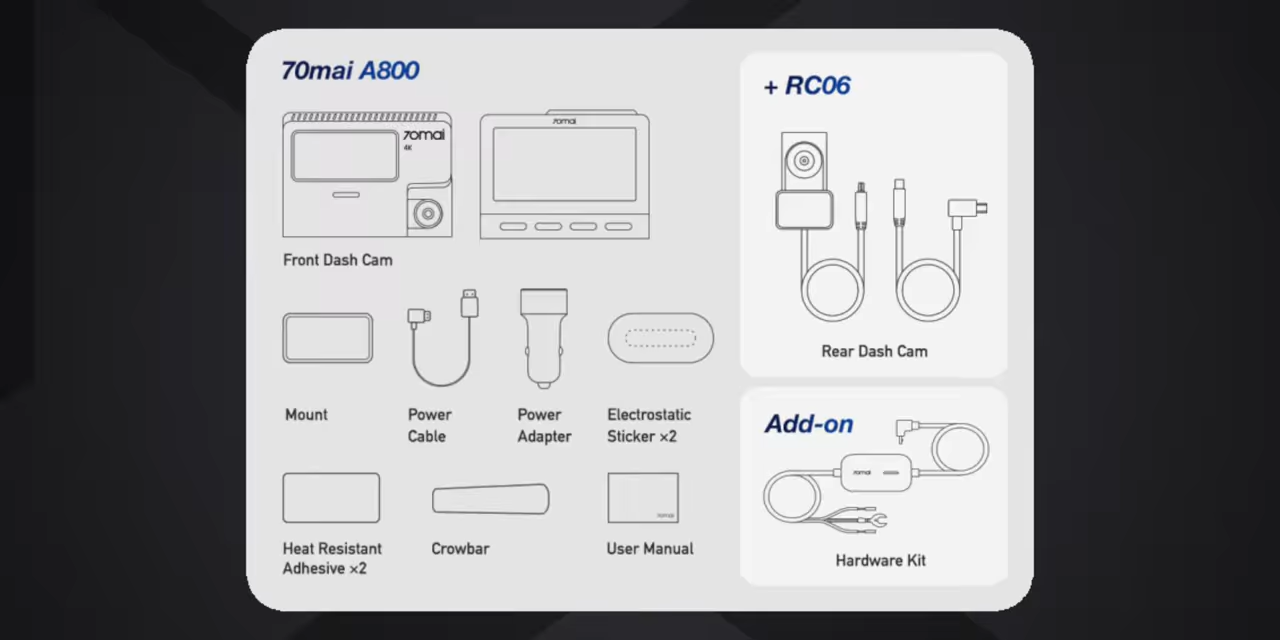 70mai A800
70mai
4K
70mai
Front Dash Cam
Mount
Power
Cable
Power
Adapter
Electrostatic
Sticker ×2
Heat Resistant
Adhesive ×2
Crowbar
70mai
User Manual
+ RC06
Rear Dash Cam
Add-on
70mai
Hardware Kit